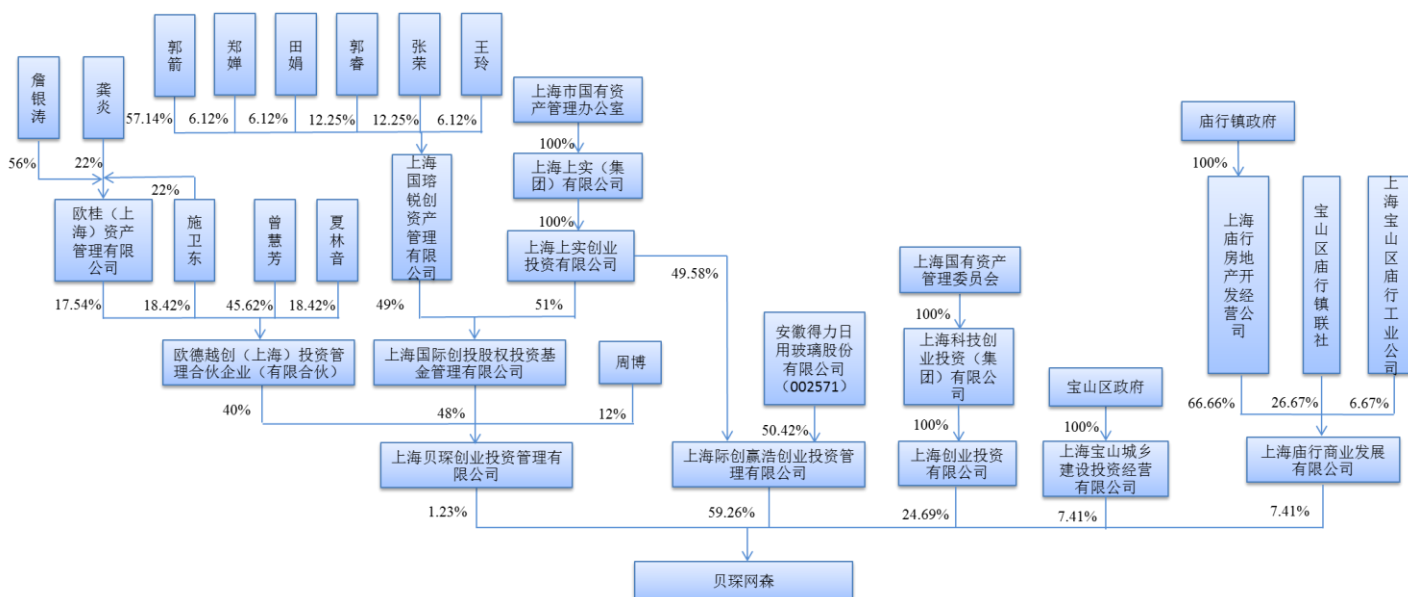 郭箭
郑婵
田娟
郭睿
张荣
王玲
詹银涛
龚炎
上海市国有资
产管理办公室
庙行镇政府
57.14%
6.12%
6.12%
12.25%
12.25%
6.12%
100%
56%
22%
22%
上海国瑢锐创资产管理有限公司
上海上实（集
团）有限公司
100%
欧桂（上
海）资产
管理有限
公司
施卫东
曾慧芳
夏林音
100%
上海上实创业
投资有限公司
49.58%
上海国有资产
管理委员会
上海庙行房地产开发经营公司
宝山区庙行镇联社
上海宝山区庙行工业公司
17.54%
18.42%
45.62%
18.42%
49%
51%
100%
欧德越创（上海）投资管
理合伙企业（有限合伙）
上海国际创投股权投资基
金管理有限公司
周博
安徽得力日
用玻璃股份
有限公司
（002571）
上海科技创
业投资（集
团）有限公
司
宝山区政府
66.66%
26.67%
6.67%
40%
48%
12%
50.42%
100%
100%
上海贝琛创业投资管理有
限公司
上海际创赢浩创业投资管
理有限公司
上海创业投资
有限公司
上海宝山城乡
建设投资经营
有限公司
上海庙行商业发展
有限公司
1.23%
59.26%
24.69%
7.41%
7.41%
贝琛网森